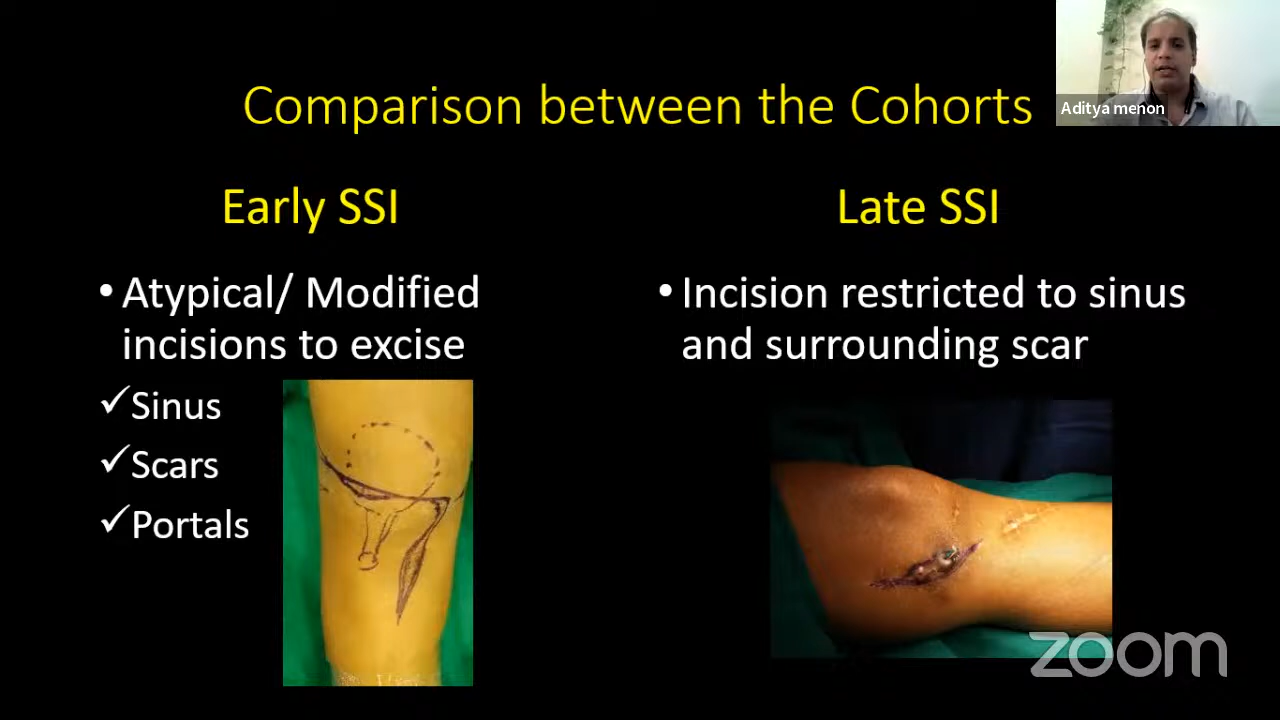 Comparison between the Cohorts
Aditya menon
Early SSI
• Atypical/ Modified
incisions to excise
✓Sinus
✓Scars
✓Portals
Late SSI
• Incision restricted to sinus
and surrounding scar
zoom